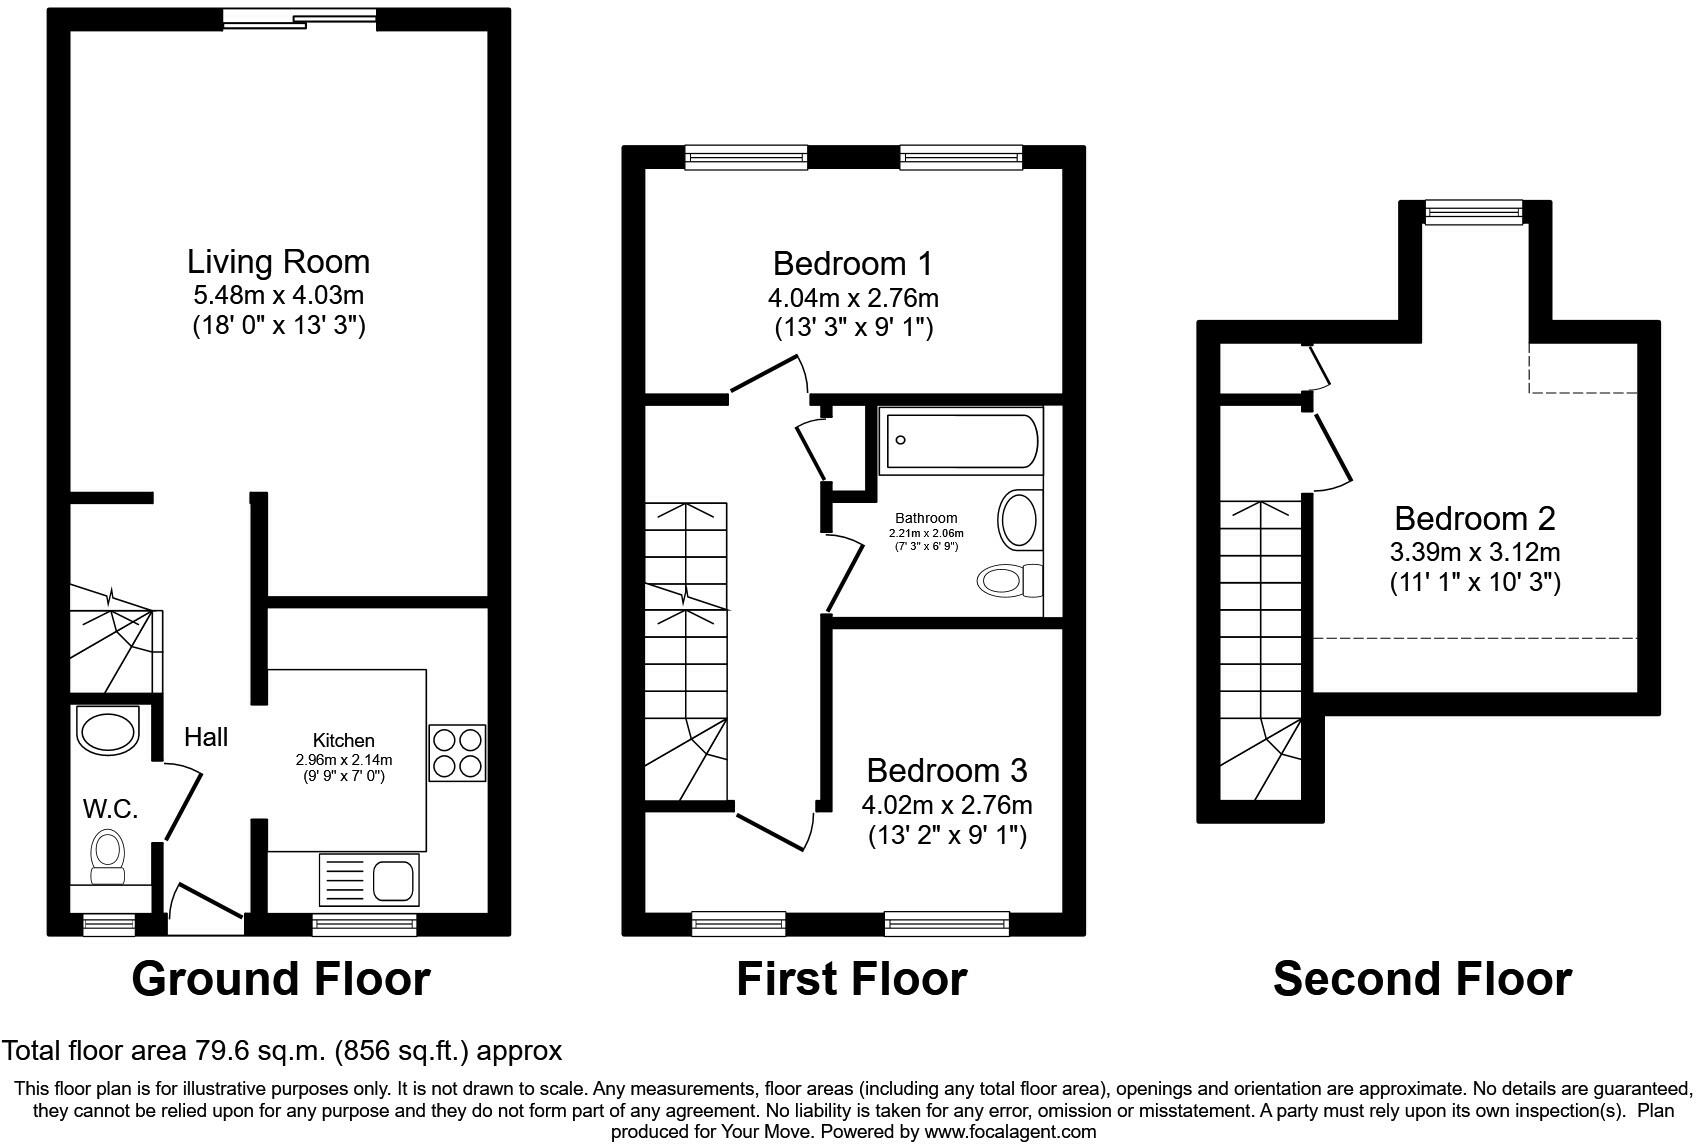 Living Room
5.48m x 4.03m
(18' 0" x 13' 3")
Hall
Kitchen
2.96m x 2.14m
(9' 9" x 7' 0")
W.C.
Ground Floor
Bedroom 1
4.04m x 2.76m
(13' 3" x 9' 1")
Bathroom
2.21m x 2.06m
(7' 3" x 6' 9")
Bedroom 3
4.02m x 2.76m
(13' 2" x 9' 1")
First Floor
Bedroom 2
3.39m x 3.12m
(11' 1" x 10' 3")
Second Floor
Total floor area 79.6 sq.m. (856 sq.ft.) approx
This floor plan is for illustrative purposes only. It is not drawn to scale. Any measurements, floor areas (including any total floor area), openings and orientation are approximate. No details are guaranteed,
they cannot be relied upon for any purpose and they do not form part of any agreement. No liability is taken for any error, omission or misstatement. A party must rely upon its own inspection(s). Plan
produced for Your Move. Powered by www.focalagent.com